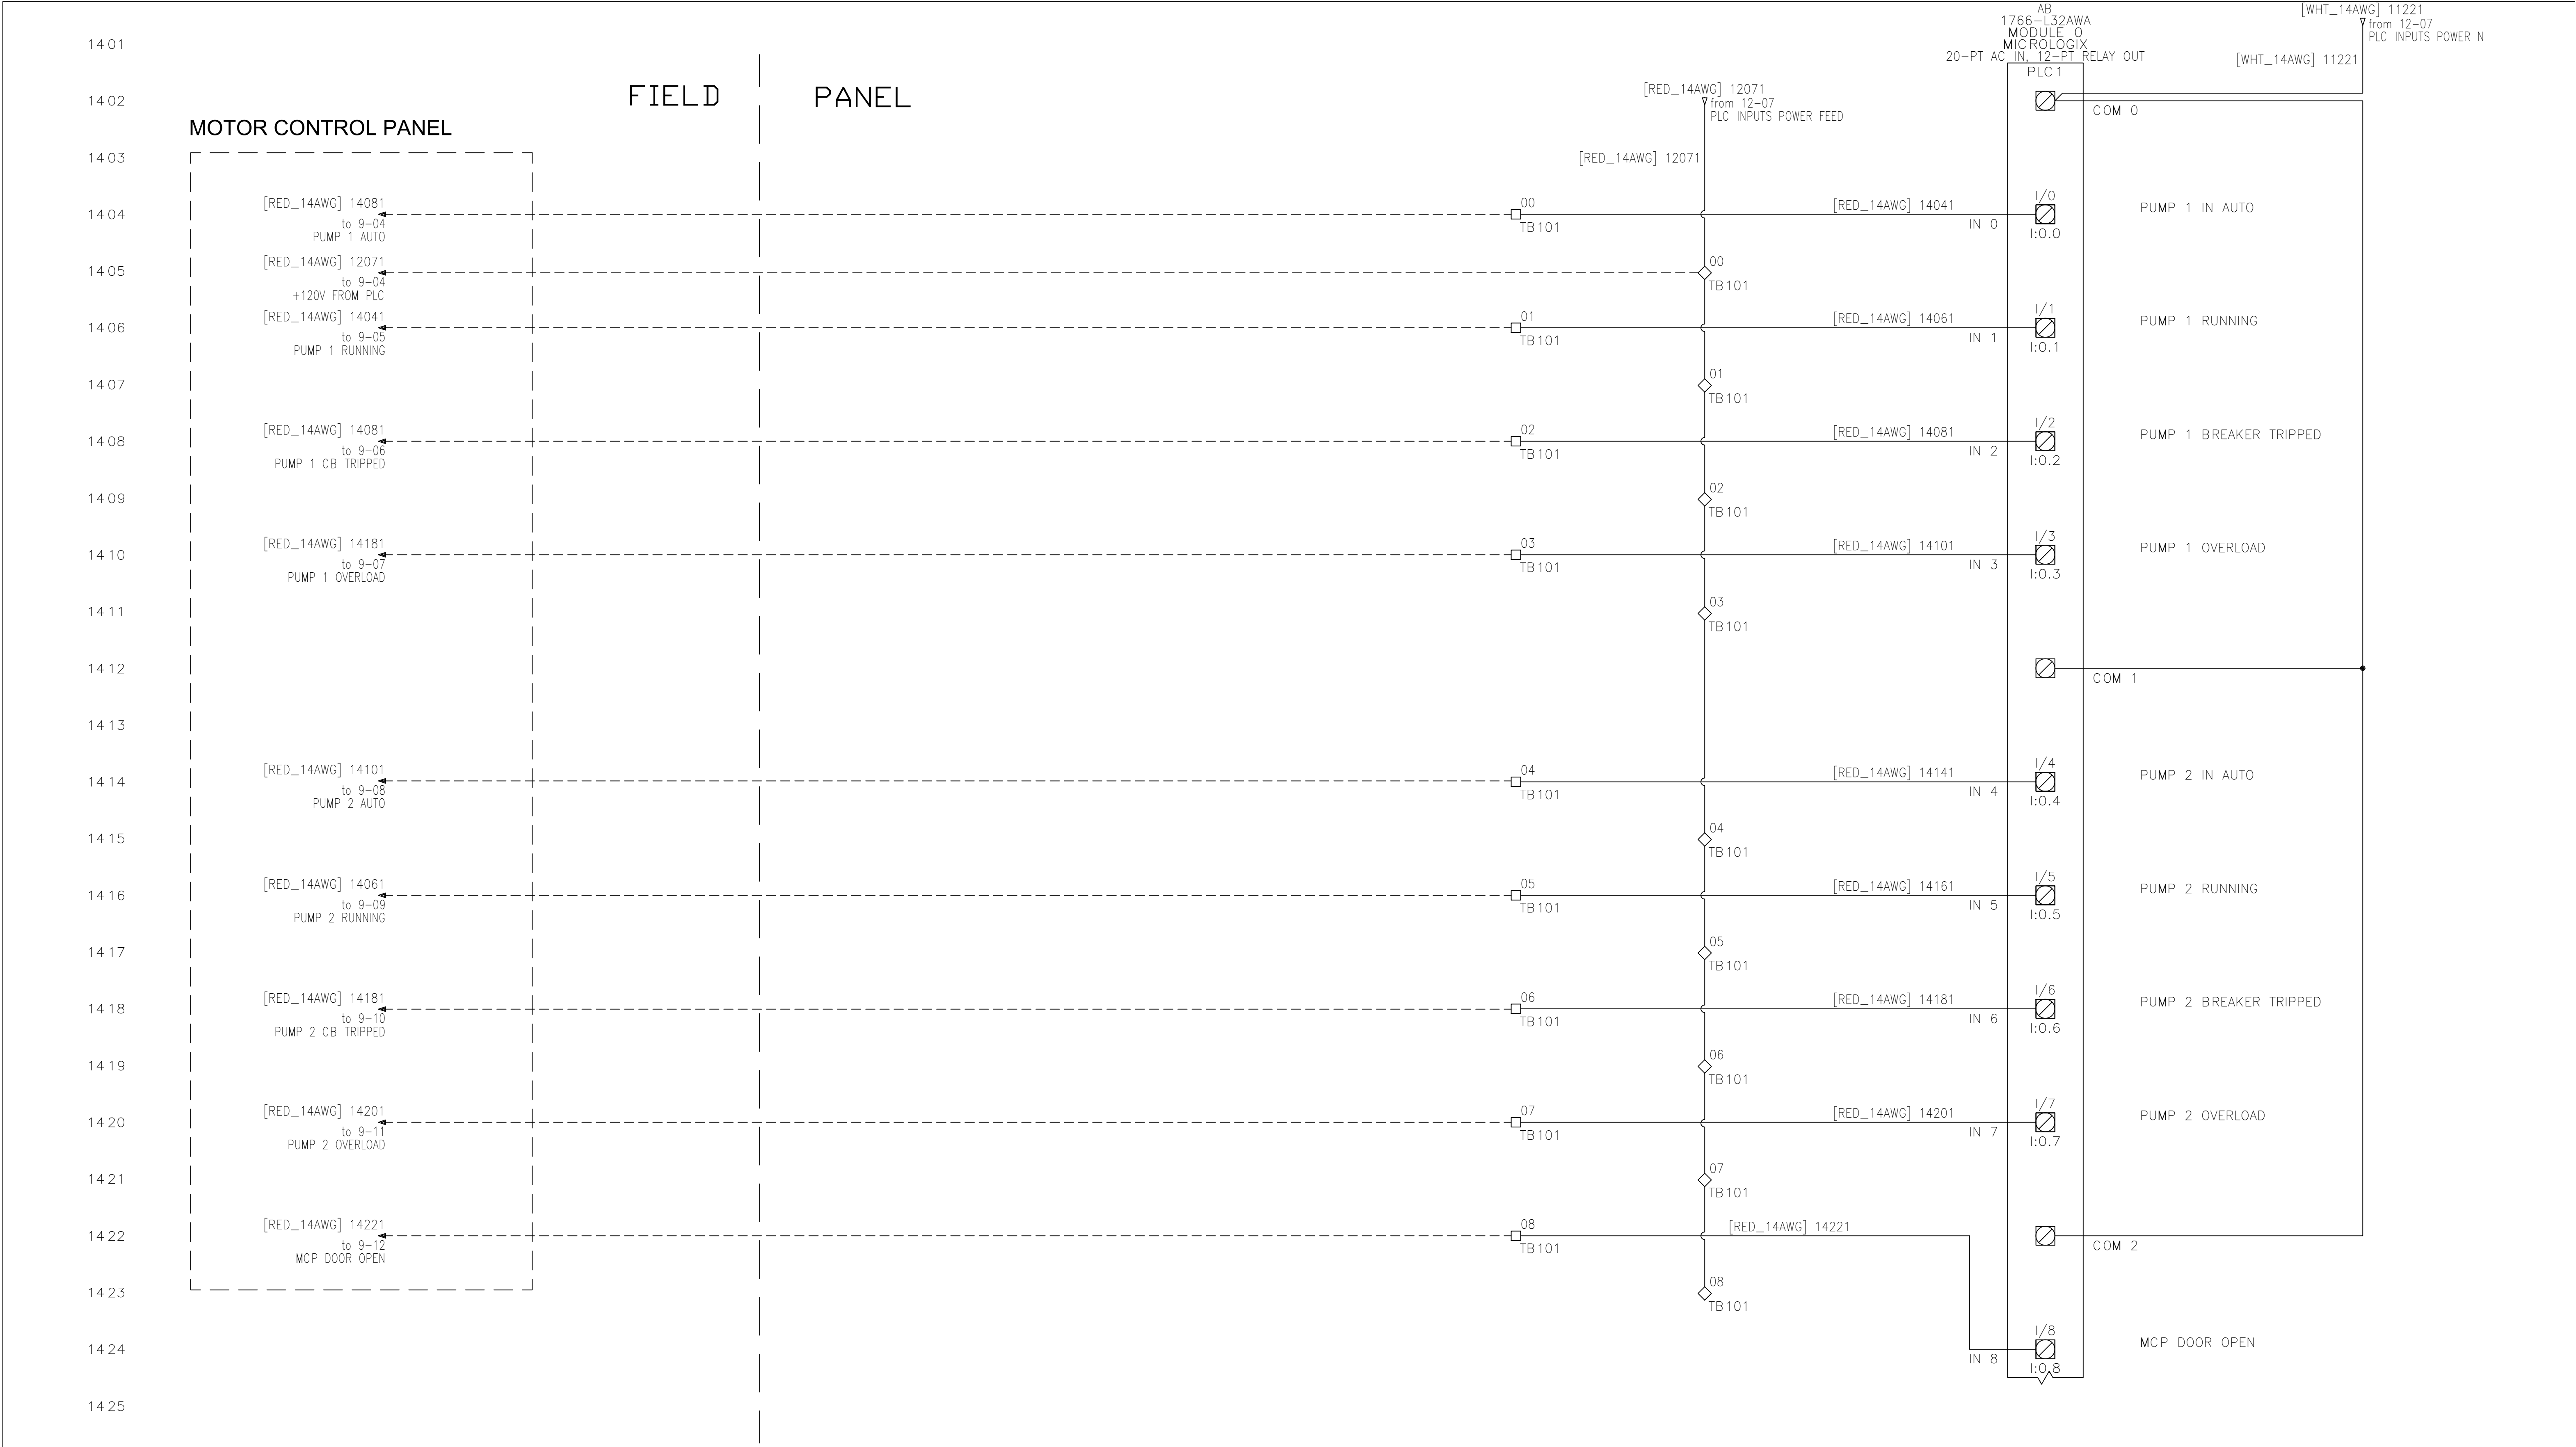 AB
1766-L32AWA
MODULE 0
MICROLOGIX
20-PT AC IN, 12-PT RELAY OUT
PLC1
[WHT_14AWG] 11221
from 12-07
PLC INPUTS POWER N
[WHT_14AWG] 11221
1401
FIELD
PANEL
1402
[RED_14AWG] 12071
from 12-07
PLC INPUTS POWER FEED
COM 0
MOTOR CONTROL PANEL
1403
[RED_14AWG] 12071
1404
[RED_14AWG] 14081
to 9-04
PUMP 1 AUTO
00
TB101
[RED_14AWG] 14041
IN 0
I/0
I:0.0
PUMP 1 IN AUTO
1405
[RED_14AWG] 12071
to 9-04
+120V FROM PLC
00
TB101
1406
[RED_14AWG] 14041
to 9-05
PUMP 1 RUNNING
01
TB101
[RED_14AWG] 14061
IN 1
I/1
I:0.1
PUMP 1 RUNNING
1407
01
TB101
1408
[RED_14AWG] 14081
to 9-06
PUMP 1 CB TRIPPED
02
TB101
[RED_14AWG] 14081
IN 2
I/2
I:0.2
PUMP 1 BREAKER TRIPPED
1409
02
TB101
1410
[RED_14AWG] 14181
to 9-07
PUMP 1 OVERLOAD
03
TB101
[RED_14AWG] 14101
IN 3
I/3
I:0.3
PUMP 1 OVERLOAD
1411
03
TB101
1412
COM 1
1413
1414
[RED_14AWG] 14101
to 9-08
PUMP 2 AUTO
04
TB101
[RED_14AWG] 14141
IN 4
I/4
I:0.4
PUMP 2 IN AUTO
1415
04
TB101
1416
[RED_14AWG] 14061
to 9-09
PUMP 2 RUNNING
05
TB101
[RED_14AWG] 14161
IN 5
I/5
I:0.5
PUMP 2 RUNNING
1417
05
TB101
1418
[RED_14AWG] 14181
to 9-10
PUMP 2 CB TRIPPED
06
TB101
[RED_14AWG] 14181
IN 6
I/6
I:0.6
PUMP 2 BREAKER TRIPPED
1419
06
TB101
1420
[RED_14AWG] 14201
to 9-11
PUMP 2 OVERLOAD
07
TB101
[RED_14AWG] 14201
IN 7
I/7
I:0.7
PUMP 2 OVERLOAD
1421
07
TB101
1422
[RED_14AWG] 14221
to 9-12
MCP DOOR OPEN
08
TB101
[RED_14AWG] 14221
COM 2
1423
08
TB101
1424
IN 8
I/8
I:0.8
MCP DOOR OPEN
1425